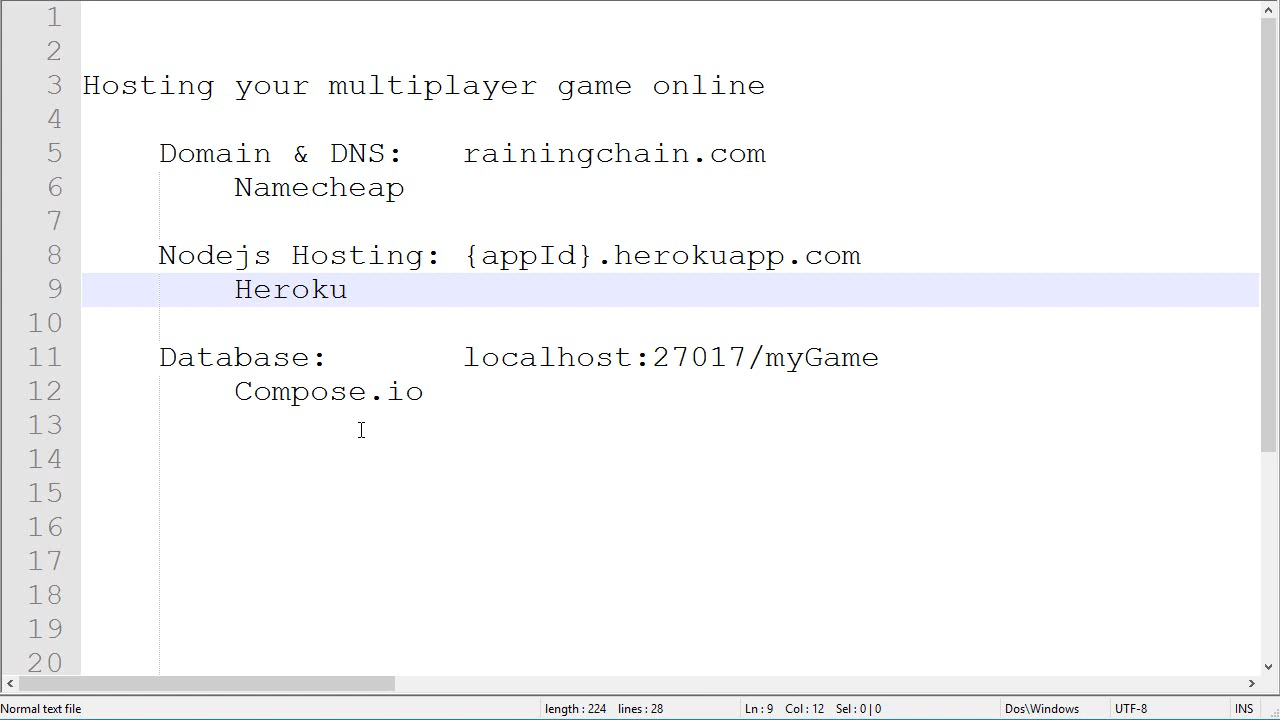 1
2
3 Hosting your multiplayer game online
4
5 Domain & DNS: rainingchain.com
6 Namecheap
7
8 Nodejs Hosting: {appId}.herokuapp.com
9 Heroku
10
11 Database: localhost:27017/myGame
12 Compose.io
13
14
15
16
17
18
19
20
Normal text file length : 224 lines : 28 Ln : 9 Col : 12 Sel : 0 | 0 Dos\Windows UTF-8 INS